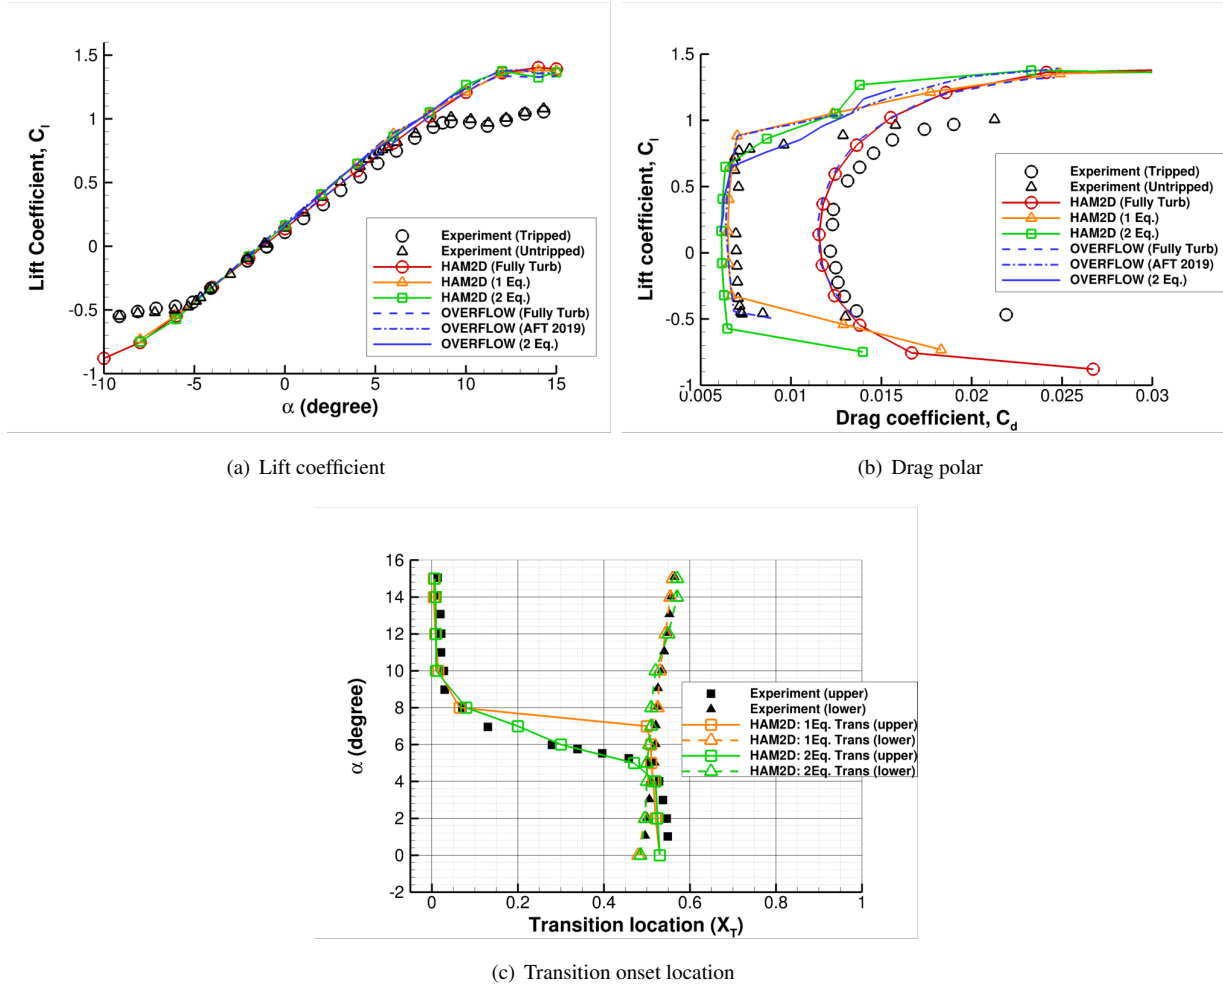 Lift Coefficient, Cl
1.5
1
0.5
0
-0.5
-1
-10
-5
0
5
10
15
α (degree)
Experiment (Tripped)
Experiment (Untripped)
HAM2D (Fully Turb)
HAM2D (1 Eq.)
HAM2D (2 Eq.)
OVERFLOW (Fully Turb)
OVERFLOW (AFT 2019)
OVERFLOW (2 Eq.)
(a) Lift coefficient
Lift coefficient, Cl
1.5
1
0.5
0
-0.5
-1
0.005
0.01
0.015
0.02
0.025
0.03
Drag coefficient, Cd
Experiment (Tripped)
Experiment (Untripped)
HAM2D (Fully Turb)
HAM2D (1 Eq.)
HAM2D (2 Eq.)
OVERFLOW (Fully Turb)
OVERFLOW (AFT 2019)
OVERFLOW (2 Eq.)
(b) Drag polar
α (degree)
16
14
12
10
8
6
4
2
0
-2
0
0.2
0.4
0.6
0.8
1
Transition location (XT)
Experiment (upper)
Experiment (lower)
HAM2D: 1Eq. Trans (upper)
HAM2D: 1Eq. Trans (lower)
HAM2D: 2Eq. Trans (upper)
HAM2D: 2Eq. Trans (lower)
(c) Transition onset location